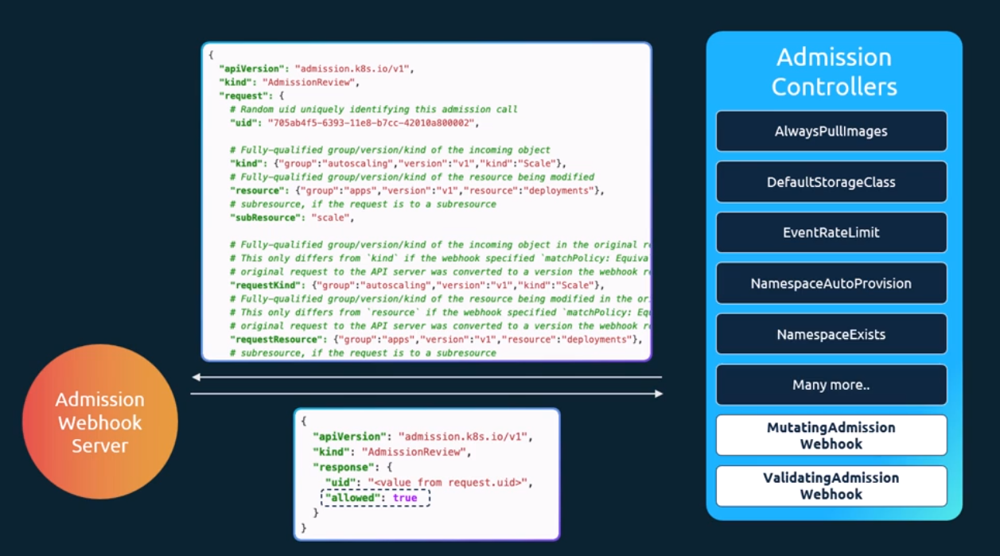 {
"apiVersion": "admission.k8s.io/v1",
"kind": "AdmissionReview",
"request": {
# Random uid uniquely identifying this admission call
"uid": "705ab4f5-6393-11e8-b7cc-42010a800002",
# Fully-qualified group/version/kind of the incoming object
"kind": {"group":"autoscaling","version":"v1","kind":"Scale"},
# Fully-qualified group/version/kind of the resource being modified
"resource": {"group":"apps","version":"v1","resource":"deployments"},
# subresource, if the request is to a subresource
"subResource": "scale",
# Fully-qualified group/version/kind of the incoming object in the original
# This only differs from `kind` if the webhook specified `matchPolicy:
# original request to the API server was converted to a version the webhook
"requestKind": {"group":"autoscaling","version":"v1","kind":"Scale"},
# Fully-qualified group/version/kind of the resource being modified in the
# This only differs from `resource` if the webhook specified `matchPolicy:
# original request to the API server was converted to a version the webhook
"requestResource": {"group":"apps","version":"v1","resource":"deployments"},
# subresource, if the request is to a subresource
Admission
Webhook
Server
{
"apiVersion": "admission.k8s.io/v1",
"kind": "AdmissionReview",
"response": {
"uid": "<value from request.uid>",
"allowed": true
}
}
Admission
Controllers
AlwaysPullImages
DefaultStorageClass
EventRateLimit
NamespaceAutoProvision
NamespaceExists
Many more..
MutatingAdmission
Webhook
ValidatingAdmission
Webhook